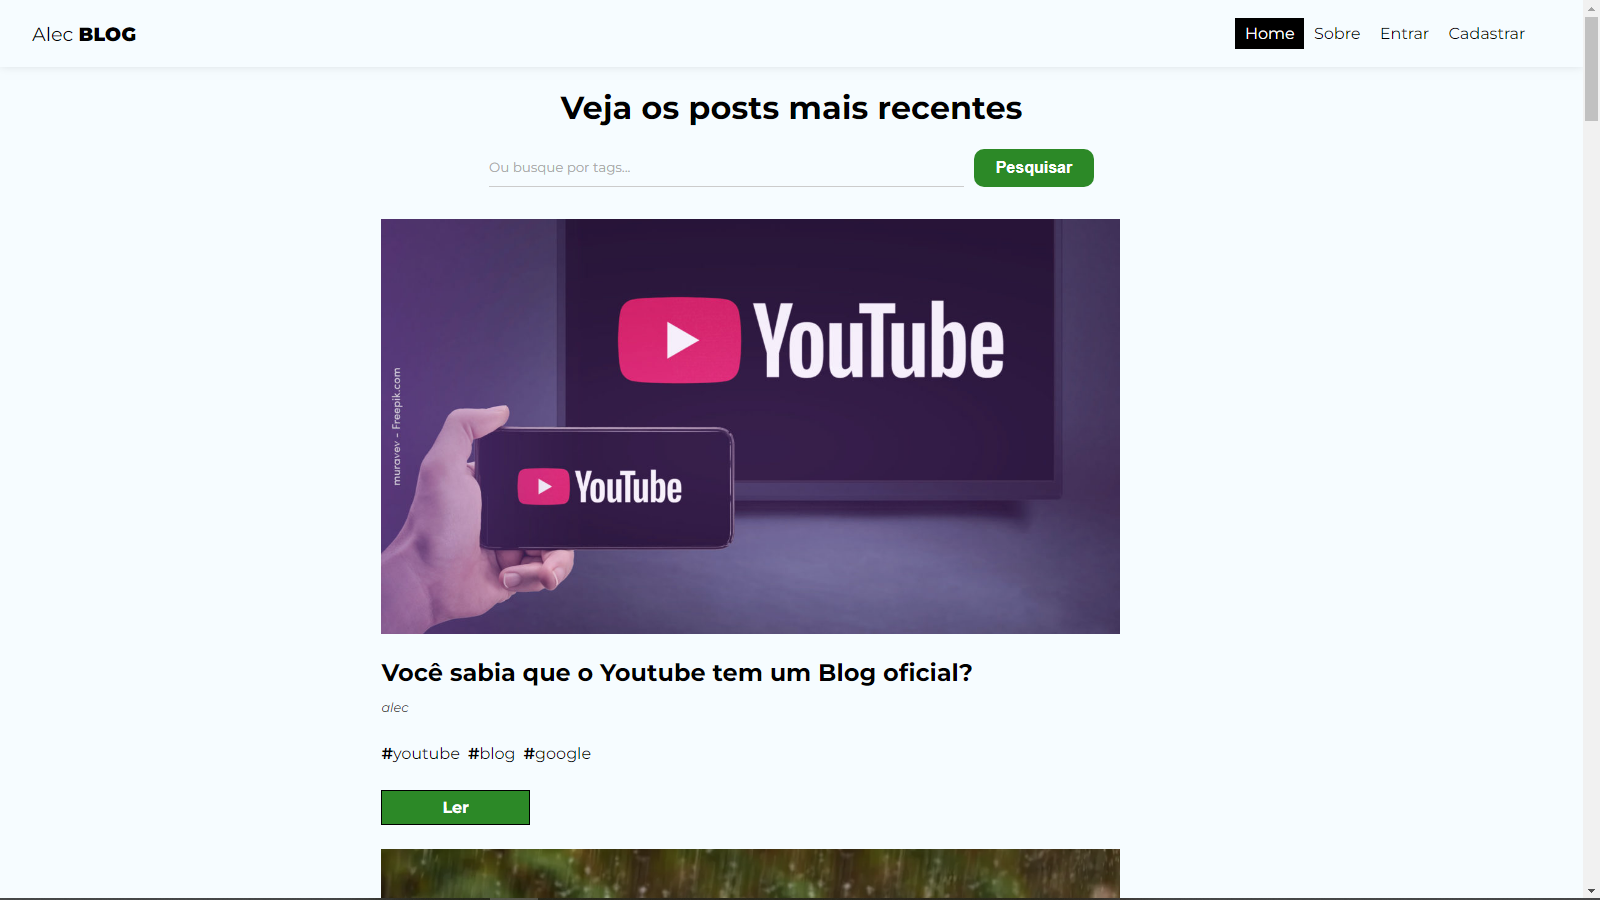 Alec BLOG
Home Sobre Entrar Cadastrar
Veja os posts mais recentes
Ou busque por tags...
Pesquisar
YouTube
muravev - Freepik.com
YouTube
Você sabia que o Youtube tem um Blog oficial?
alec
#youtube #blog #google
Ler